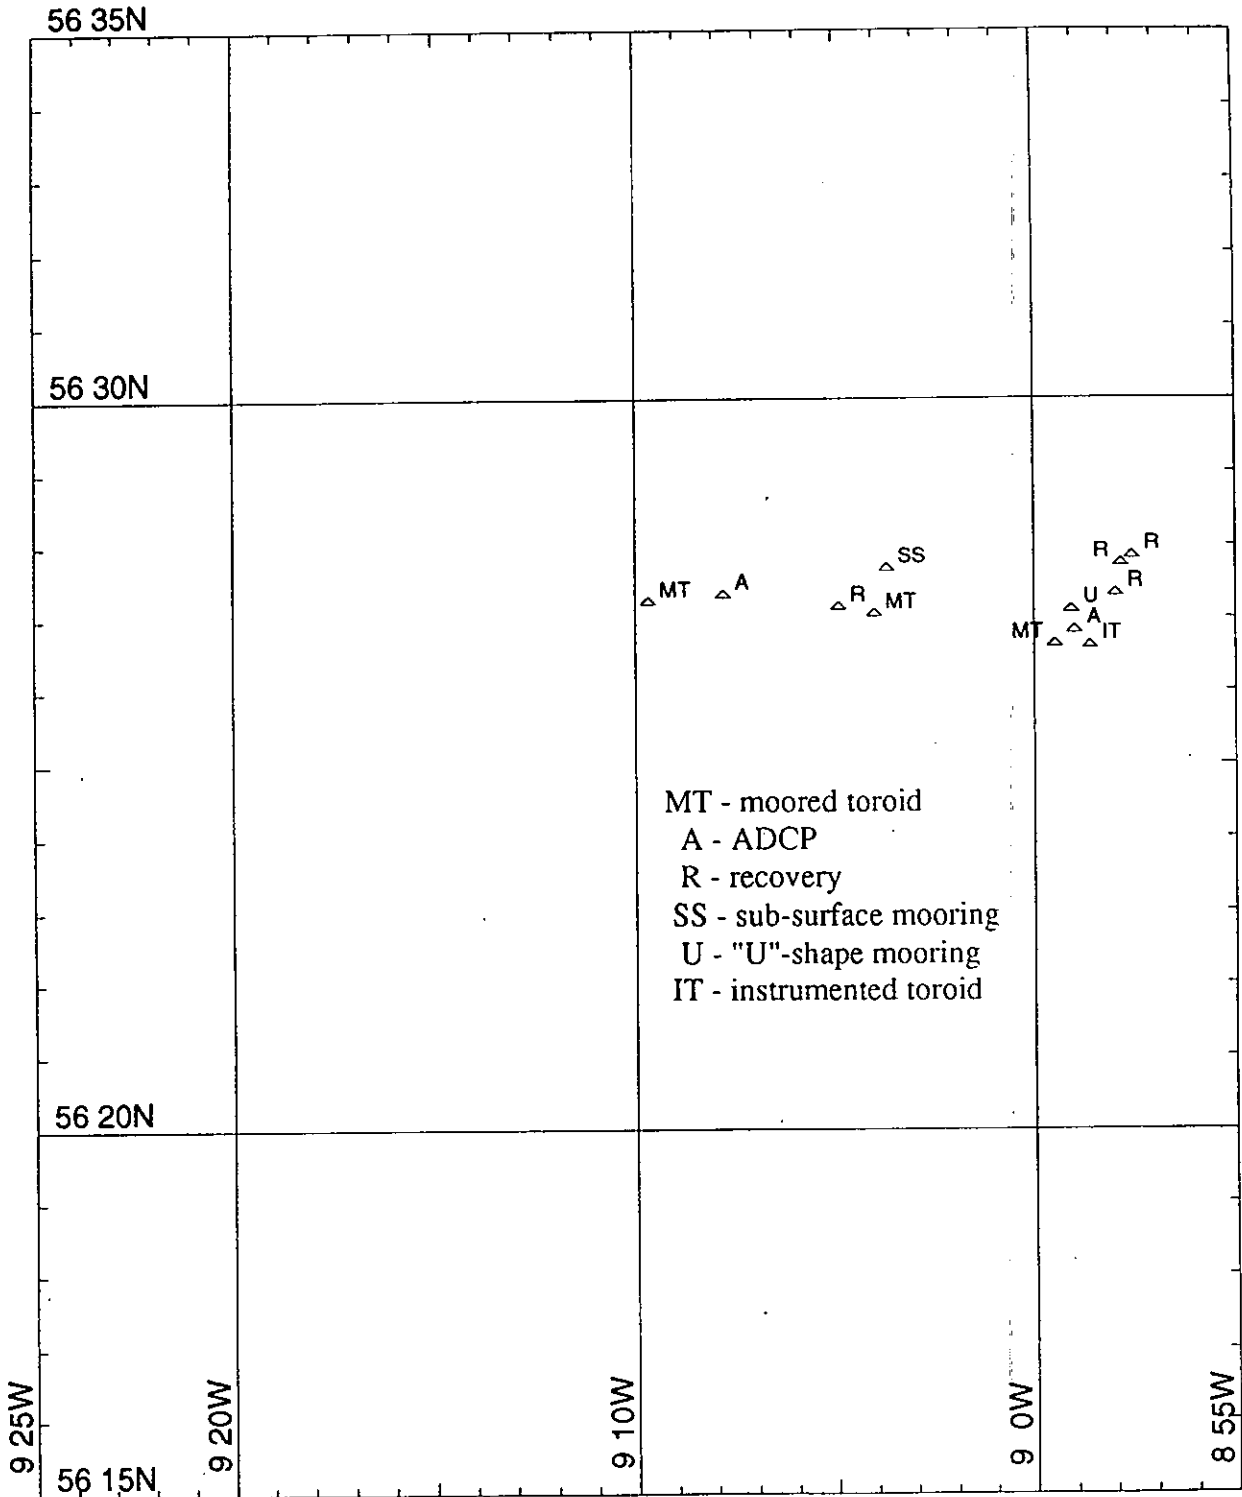 56 35N
56 30N
R R
SS
MT A R
R MT U
A
MT IT
MT - moored toroid
A - ADCP
R - recovery
SS - sub-surface mooring
U - "U"-shape mooring
IT - instrumented toroid
56 20N
9 25W
9 20W
9 10W
9 0W
8 55W
56 15N